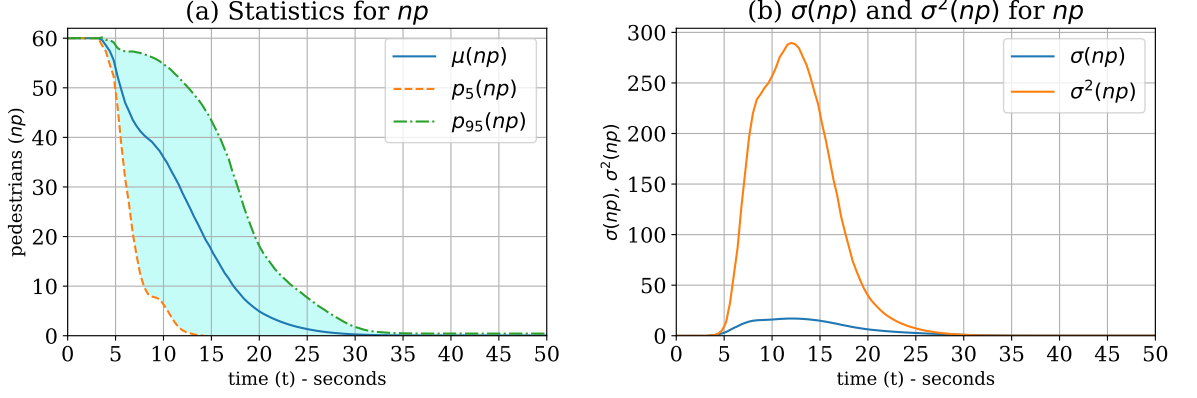 (a) Statistics for np
pedestrians (np)
60
50
40
30
20
10
0
μ(np)
p₅(np)
p₉₅(np)
0 5 10 15 20 25 30 35 40 45 50
time (t) - seconds
(b) σ(np) and σ²(np) for np
σ(np), σ²(np)
300
250
200
150
100
50
0
σ(np)
σ²(np)
0 5 10 15 20 25 30 35 40 45 50
time (t) - seconds